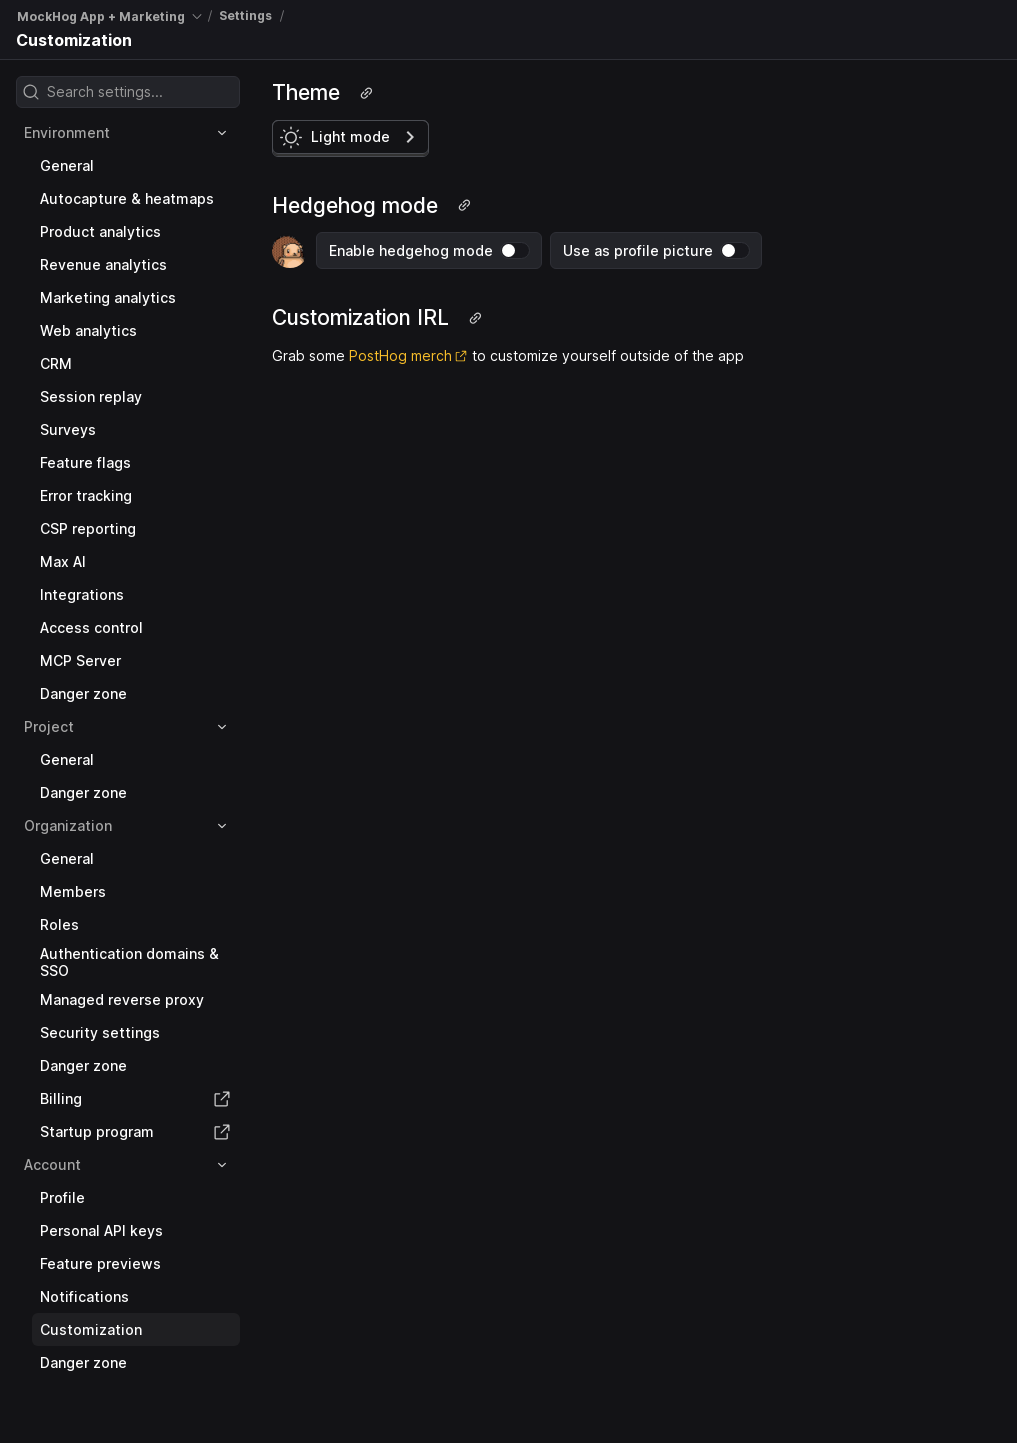 MockHog App + Marketing / Settings /
Customization
Search settings...
Environment
General
Autocapture & heatmaps
Product analytics
Revenue analytics
Marketing analytics
Web analytics
CRM
Session replay
Surveys
Feature flags
Error tracking
CSP reporting
Max AI
Integrations
Access control
MCP Server
Danger zone
Project
General
Danger zone
Organization
General
Members
Roles
Authentication domains &
SSO
Managed reverse proxy
Security settings
Danger zone
Billing
Startup program
Account
Profile
Personal API keys
Feature previews
Notifications
Customization
Danger zone
Theme
Light mode
Hedgehog mode
Enable hedgehog mode
Use as profile picture
Customization IRL
Grab some PostHog merch to customize yourself outside of the app